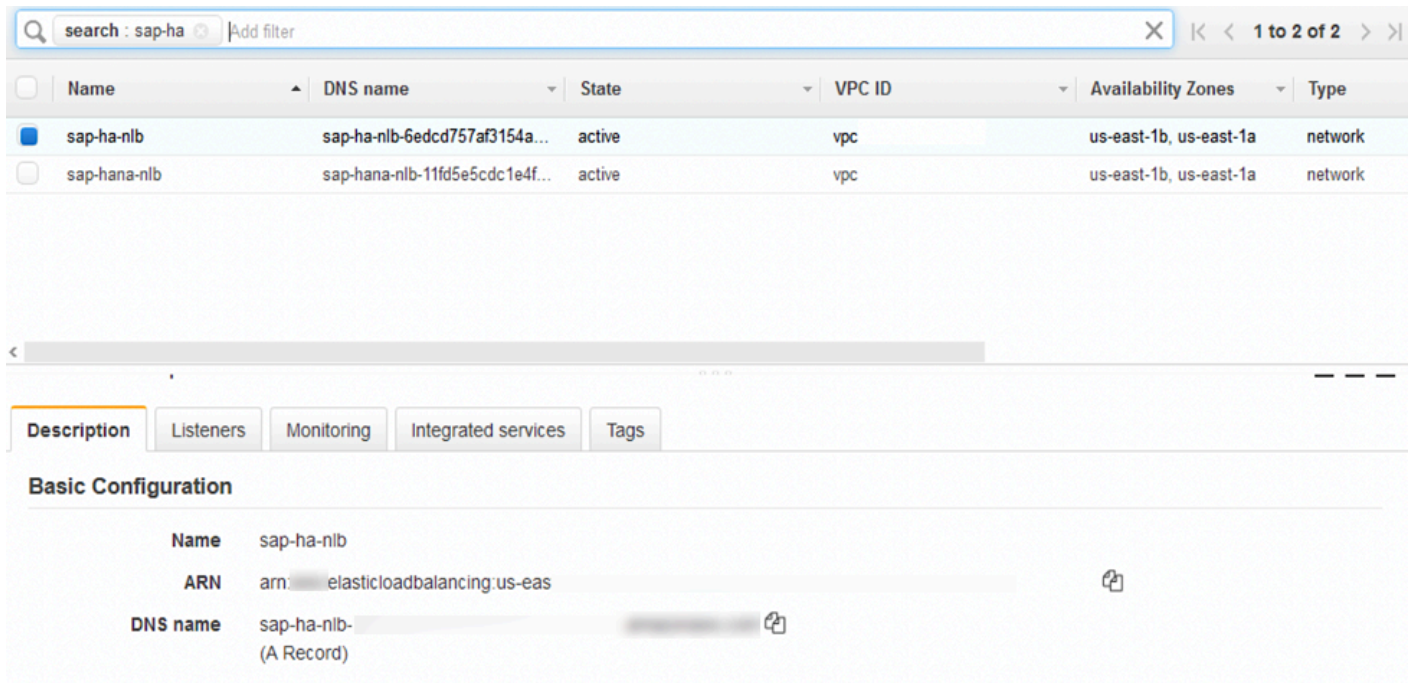 search : sap-ha Add filter 1 to 2 of 2
Name DNS name State VPC ID Availability Zones Type
sap-ha-nlb sap-ha-nlb-6edcd757af3154a... active vpc us-east-1b, us-east-1a network
sap-hana-nlb sap-hana-nlb-11fd5e5cdc1e4f... active vpc us-east-1b, us-east-1a network
Description Listeners Monitoring Integrated services Tags
Basic Configuration
Name sap-ha-nlb
ARN arn: elasticloadbalancing:us-eas
DNS name sap-ha-nlb-
(A Record)